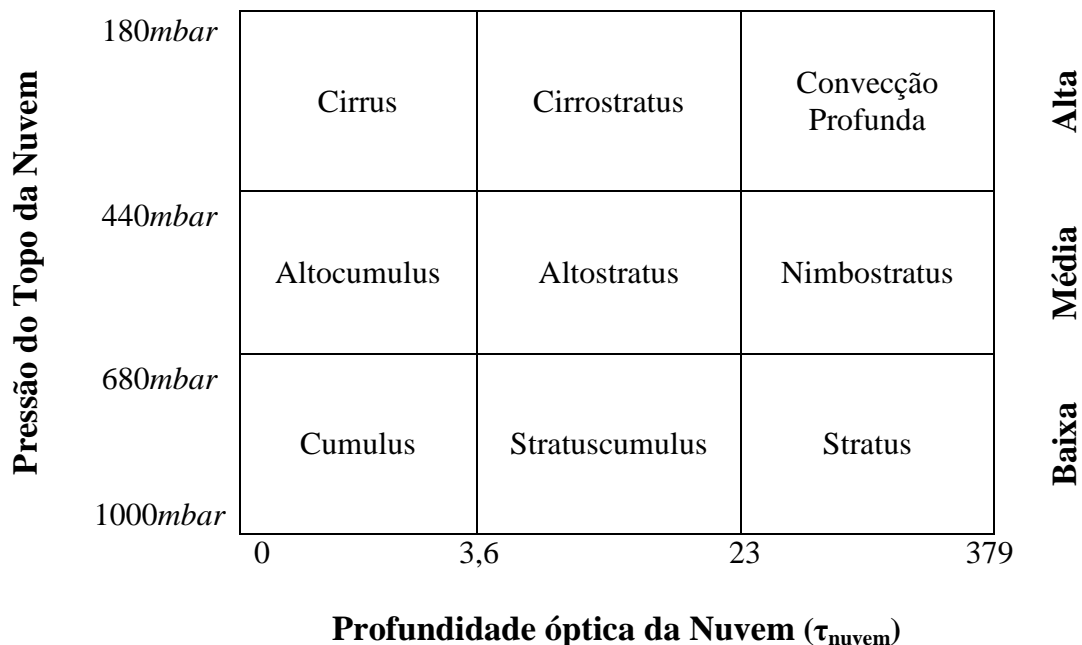 Pressão do Topo da Nuvem
180mbar
Cirrus
Cirrostratus
Convecção
Profunda
Alta
440mbar
Altocumulus
Altostratus
Nimbostratus
Média
680mbar
Cumulus
Stratuscumulus
Stratus
Baixa
1000mbar
0 3,6 23 379
Profundidade óptica da Nuvem (τnuvem)